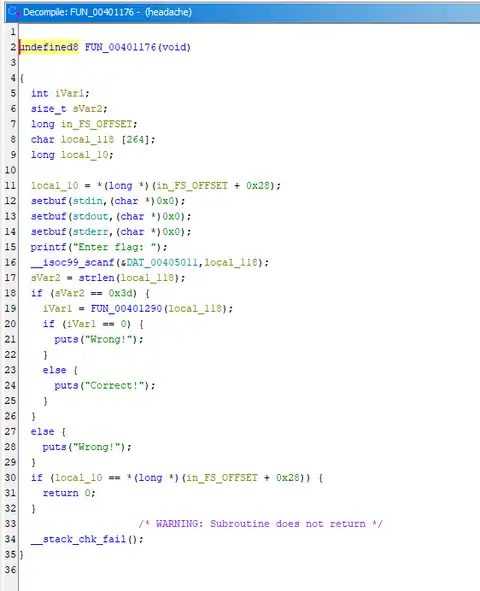 Decompile: FUN_00401176 - (headache)
1
2 undefined8 FUN_00401176(void)
3
4 {
5 int iVar1;
6 size_t sVar2;
7 long in_FS_OFFSET;
8 char local_118 [264];
9 long local_10;
10
11 local_10 = *(long *)(in_FS_OFFSET + 0x28);
12 setbuf(stdin,(char *)0x0);
13 setbuf(stdout,(char *)0x0);
14 setbuf(stderr,(char *)0x0);
15 printf("Enter flag: ");
16 __isoc99_scanf(&DAT_00405011,local_118);
17 sVar2 = strlen(local_118);
18 if (sVar2 == 0x3d) {
19 iVar1 = FUN_00401290(local_118);
20 if (iVar1 == 0) {
21 puts("Wrong!");
22 }
23 else {
24 puts("Correct!");
25 }
26 }
27 else {
28 puts("Wrong!");
29 }
30 if (local_10 == *(long *)(in_FS_OFFSET + 0x28)) {
31 return 0;
32 }
33 /* WARNING: Subroutine does not return */
34 __stack_chk_fail();
35 }
36